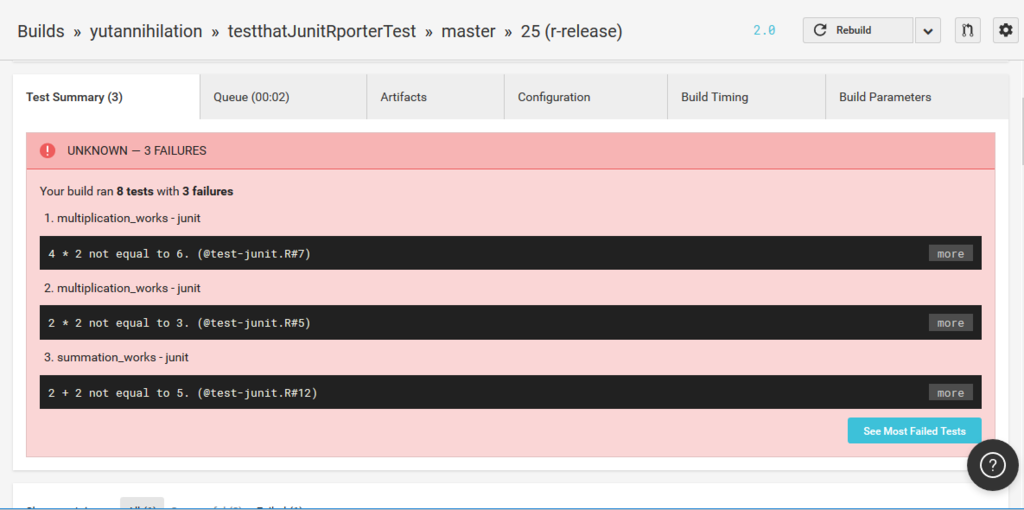 Builds » yutannihilation » testthatJunitRporterTest » master » 25 (r-release)
2.0
Rebuild
Test Summary (3)
Queue (00:02)
Artifacts
Configuration
Build Timing
Build Parameters
UNKNOWN — 3 FAILURES
Your build ran 8 tests with 3 failures
1. multiplication_works - junit
4 * 2 not equal to 6. (@test-junit.R#7)
more
2. multiplication_works - junit
2 * 2 not equal to 3. (@test-junit.R#5)
more
3. summation_works - junit
2 + 2 not equal to 5. (@test-junit.R#12)
more
See Most Failed Tests
?